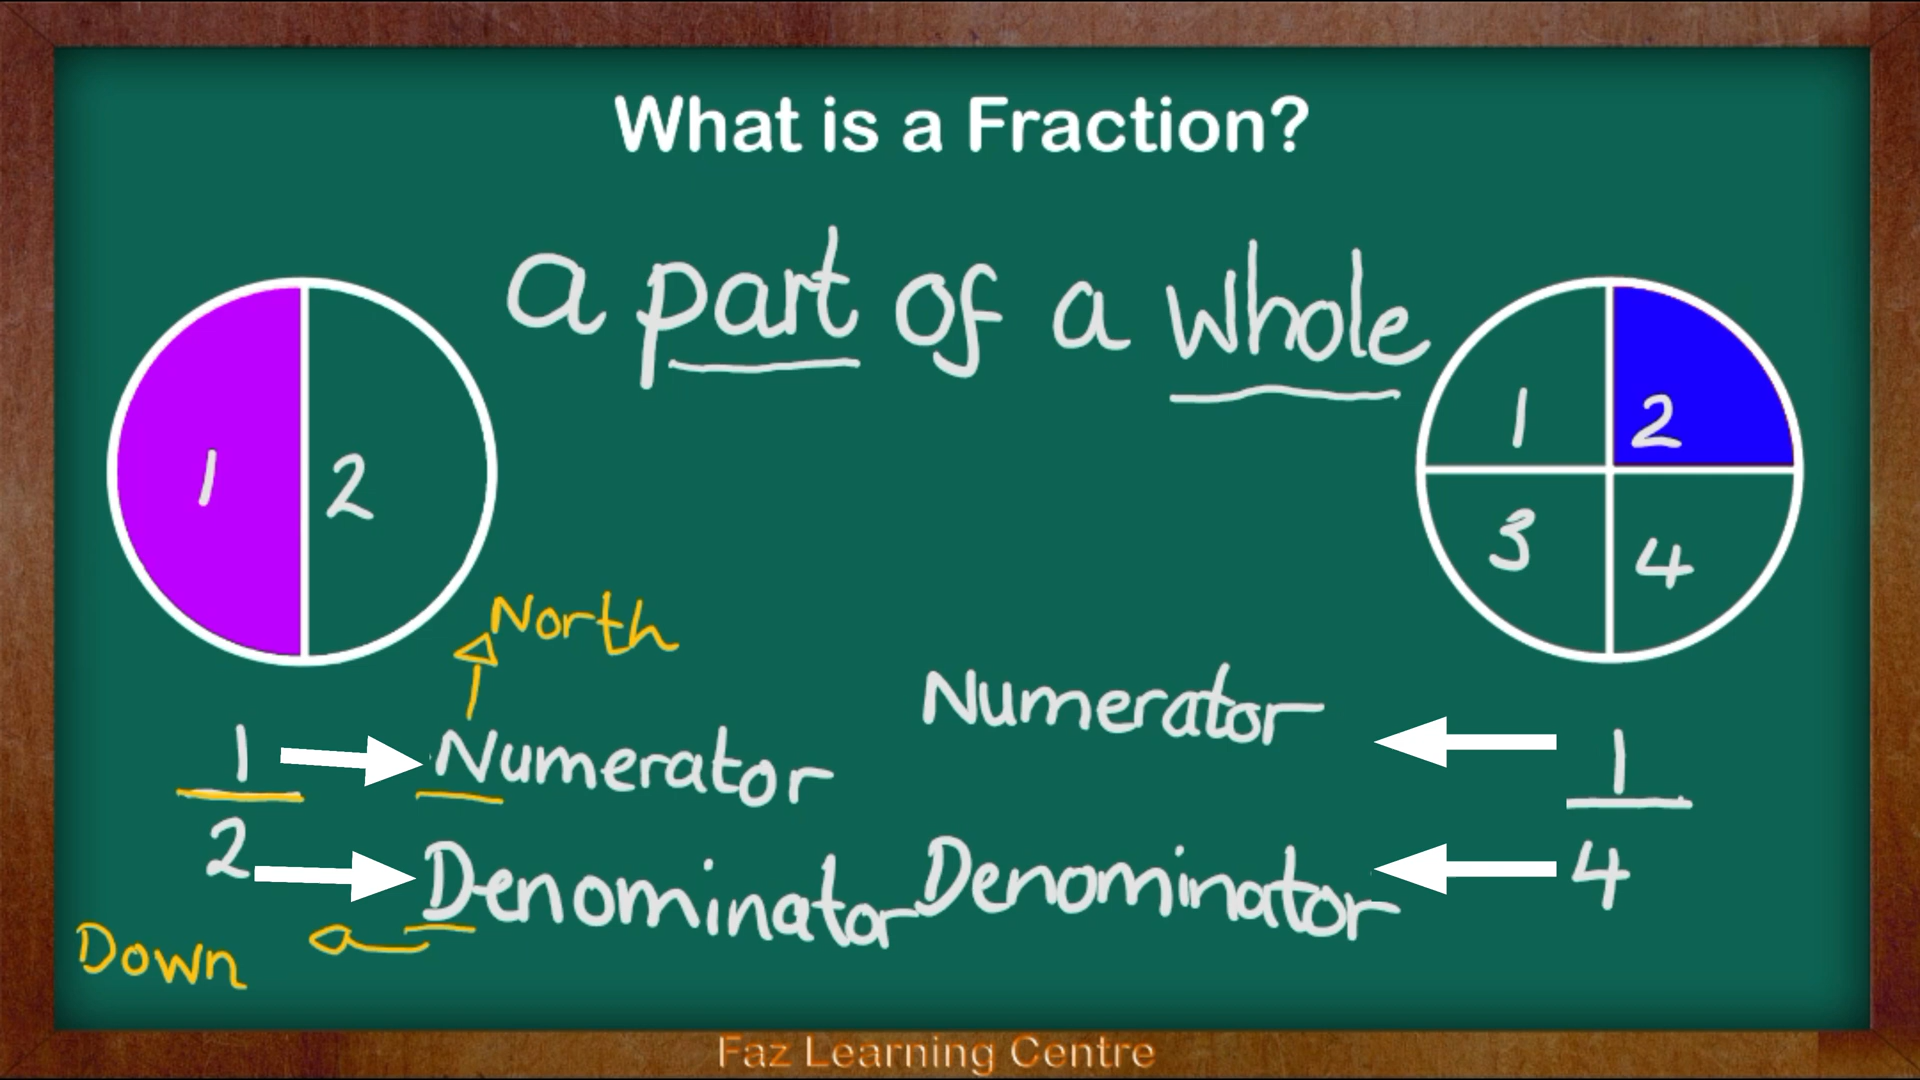 What is a Fraction?
a part of a whole
1 2
1 2
3 4
North
1 Numerator
2 Denominator
Down
Numerator 1
Denominator 4
Faz Learning Centre